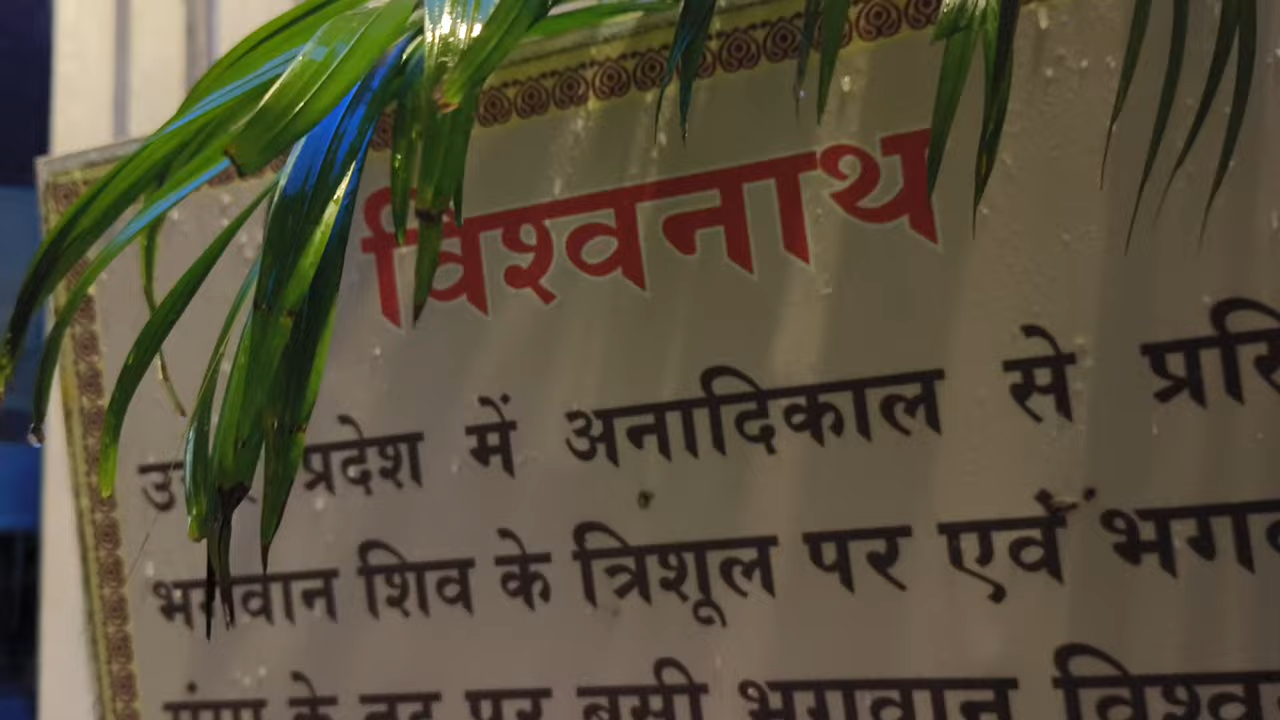 विश्वनाथ
प्रदेश में अनादिकाल से
भगवान शिव के त्रिशूल पर एवं
के तट पर बसी भगवान